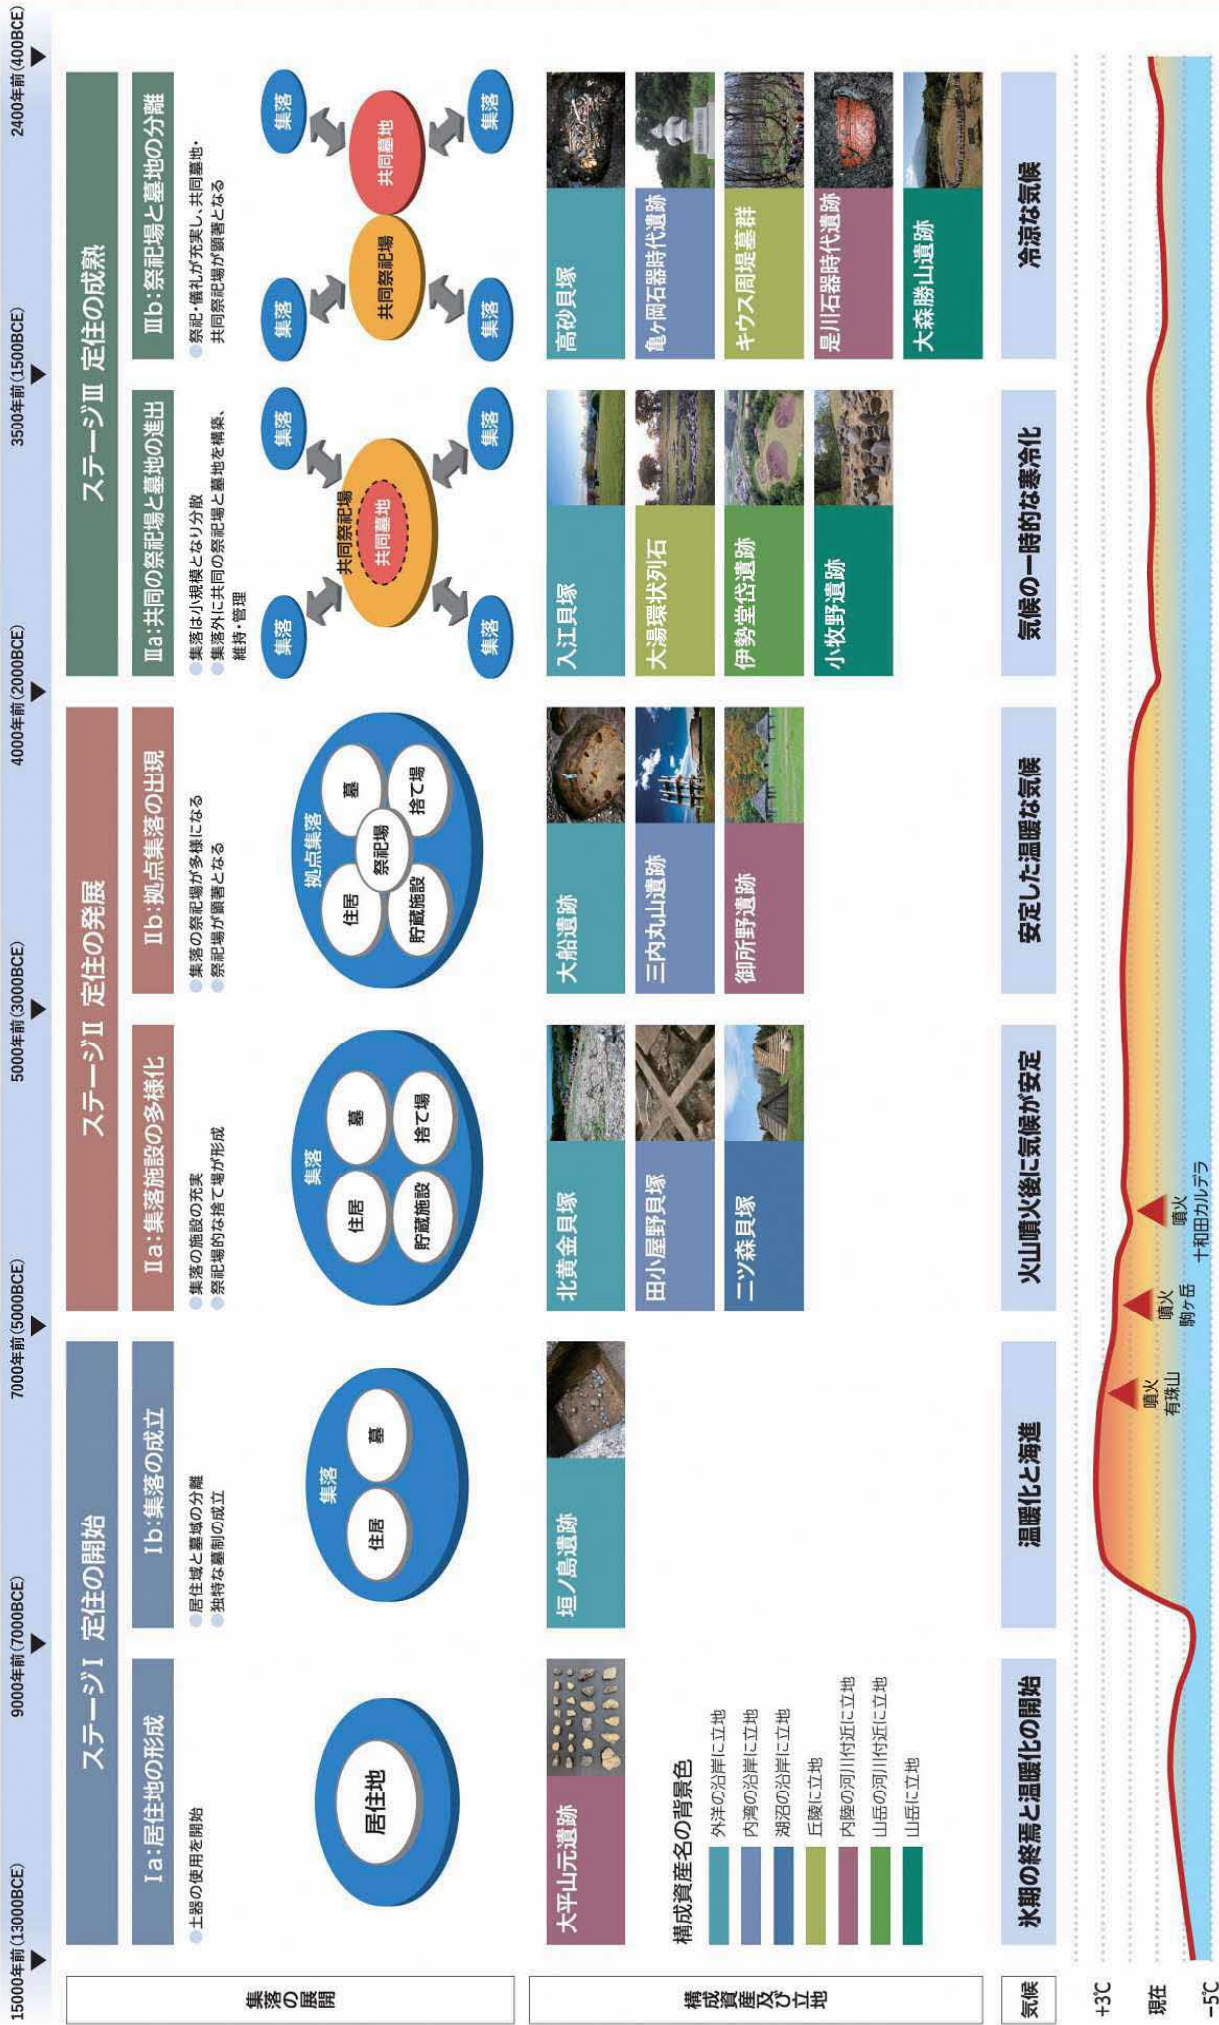 15000年前(13000BCE)
9000年前(7000BCE)
7000年前(5000BCE)
5000年前(3000BCE)
4000年前(2000BCE)
3500年前(1500BCE)
2400年前(400BCE)
集落の展開
ステージⅠ 定住の開始
ステージⅡ 定住の発展
ステージⅢ 定住の成熟
Ⅰa：居住地の形成
●土器の使用を開始
居住地
Ⅰb：集落の成立
●居住域と墓域の分離
●独特な墓制の成立
集落
住居
墓
Ⅱa：集落施設の多様化
●集落の施設の充実
●祭祀場的な捨て場が形成
集落
住居
墓
貯蔵施設
捨て場
Ⅱb：拠点集落の出現
●集落の祭祀場が多様になる
●祭祀場が顕著となる
拠点集落
住居
墓
祭祀場
貯蔵施設
捨て場
Ⅲa：共同の祭祀場と墓地の進出
●集落は小規模となり分散
●集落外に共同の祭祀場と墓地を構築、
維持・管理
集落
集落
共同祭祀場
共同墓地
集落
集落
Ⅲb：祭祀場と墓地の分離
●祭祀・儀礼が充実し、共同墓地・
共同祭祀場が顕著となる
集落
集落
共同祭祀場
共同墓地
集落
集落
構成資産及び立地
大平山元遺跡
垣ノ島遺跡
北黄金貝塚
田小屋野貝塚
二ツ森貝塚
大船遺跡
三内丸山遺跡
御所野遺跡
入江貝塚
大湯環状列石
伊勢堂岱遺跡
小牧野遺跡
高砂貝塚
亀ヶ岡石器時代遺跡
キウス周堤墓群
是川石器時代遺跡
大森勝山遺跡
構成資産名の背景色
外洋の沿岸に立地
内湾の沿岸に立地
湖沼の沿岸に立地
丘陵に立地
内陸の河川付近に立地
山岳の河川付近に立地
山岳に立地
気候
氷期の終焉と温暖化の開始
温暖化と海進
火山噴火後に気候が安定
安定した温暖な気候
気候の一時的な寒冷化
冷涼な気候
+3℃
現在
−5℃
噴火
有珠山
噴火
駒ヶ岳
噴火
十和田カルデラ